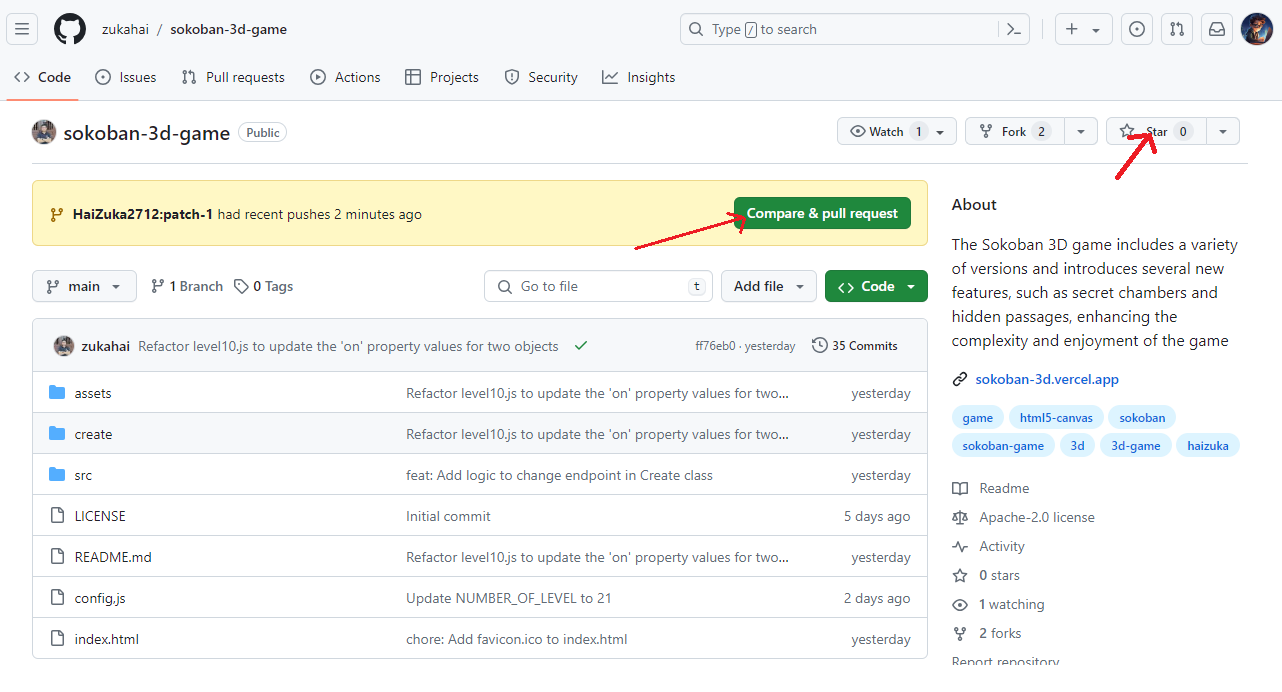 zukahai / sokoban-3d-game
Type / to search
Code Issues Pull requests Actions Projects Security Insights
sokoban-3d-game Public
Watch 1 Fork 2 Star 0
HaiZuka2712:patch-1 had recent pushes 2 minutes ago
Compare & pull request
main 1 Branch 0 Tags
Go to file t
Add file
Code
zukahai Refactor level10.js to update the 'on' property values for two objects ff76eb0 · yesterday 35 Commits
assets Refactor level10.js to update the 'on' property values for two... yesterday
create Refactor level10.js to update the 'on' property values for two... yesterday
src feat: Add logic to change endpoint in Create class yesterday
LICENSE Initial commit 5 days ago
README.md Refactor level10.js to update the 'on' property values for two... yesterday
config.js Update NUMBER_OF_LEVEL to 21 2 days ago
index.html chore: Add favicon.ico to index.html yesterday
About
The Sokoban 3D game includes a variety
of versions and introduces several new
features, such as secret chambers and
hidden passages, enhancing the
complexity and enjoyment of the game
sokoban-3d.vercel.app
game html5-canvas sokoban
sokoban-game 3d 3d-game haizuka
Readme
Apache-2.0 license
Activity
0 stars
1 watching
2 forks
Report repository